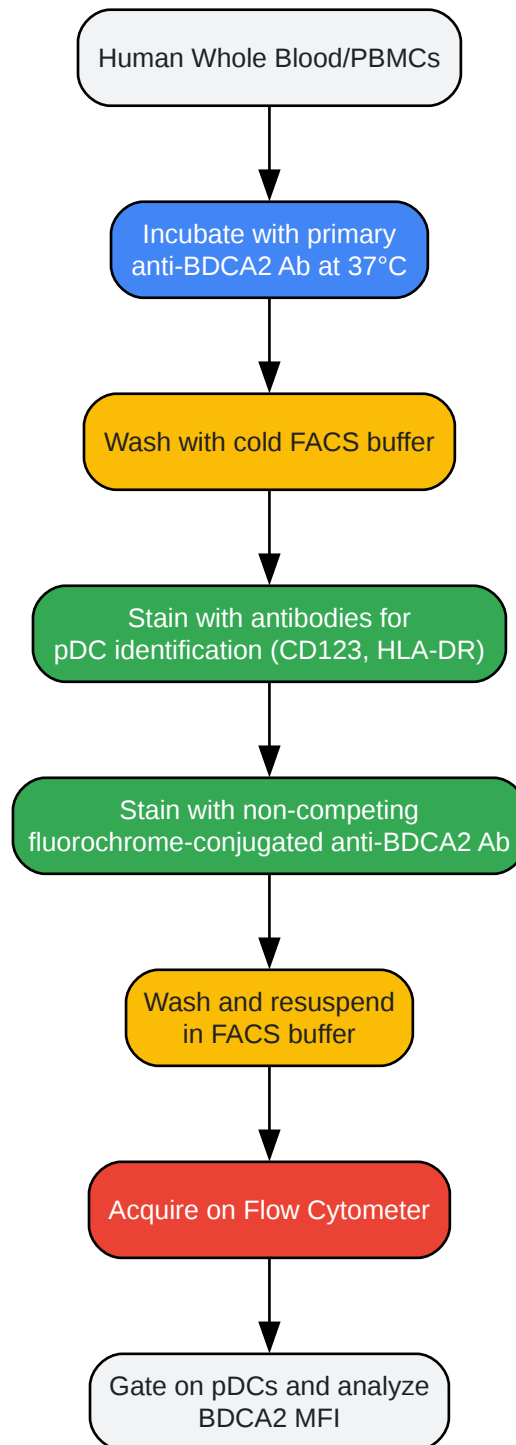 Human Whole Blood/PBMCs
Incubate with primary
anti-BDCA2 Ab at 37°C
Wash with cold FACS buffer
Stain with antibodies for
pDC identification (CD123, HLA-DR)
Stain with non-competing
fluorochrome-conjugated anti-BDCA2 Ab
Wash and resuspend
in FACS buffer
Acquire on Flow Cytometer
Gate on pDCs and analyze
BDCA2 MFI